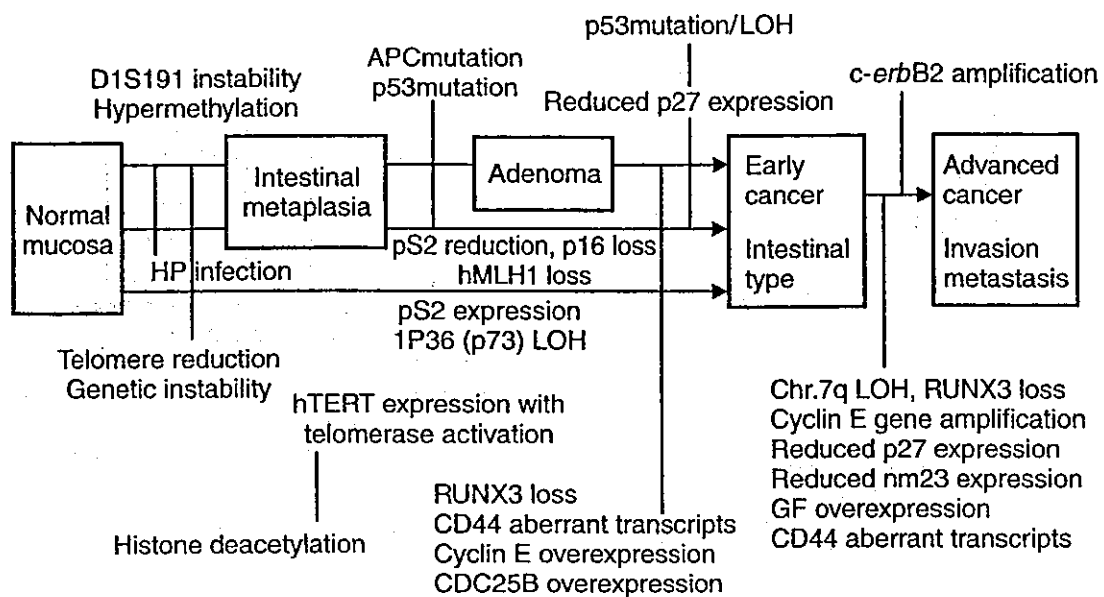 p53mutation/LOH
APCmutation
p53mutation
c-erbB2 amplification
D1S191 instability
Hypermethylation
Reduced p27 expression
Normal
mucosa
Intestinal
metaplasia
Adenoma
Early
cancer
Intestinal
type
Advanced
cancer
Invasion
metastasis
HP infection
pS2 reduction, p16 loss
hMLH1 loss
pS2 expression
1P36 (p73) LOH
Telomere reduction
Genetic instability
hTERT expression with
telomerase activation
Histone deacetylation
RUNX3 loss
CD44 aberrant transcripts
Cyclin E overexpression
CDC25B overexpression
Chr.7q LOH, RUNX3 loss
Cyclin E gene amplification
Reduced p27 expression
Reduced nm23 expression
GF overexpression
CD44 aberrant transcripts